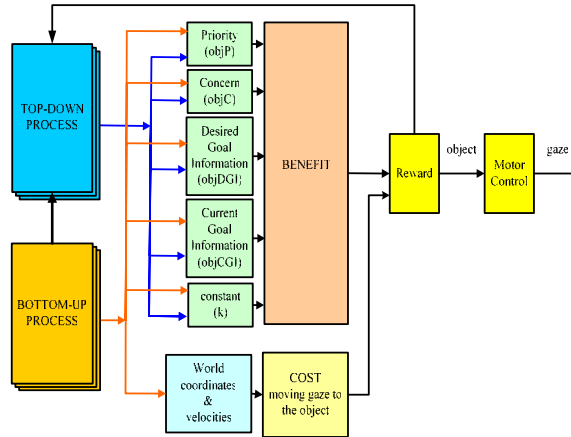 Priority
(objP)
Concern
(objC)
TOP-DOWN
PROCESS
Desired
Goal
Information
(objDGI)
BENEFIT
Reward
object
Motor
Control
gaze
Current
Goal
Information
(objCGI)
BOTTOM-UP
PROCESS
constant
(k)
World
coordinates
&
velocities
COST
moving gaze to
the object